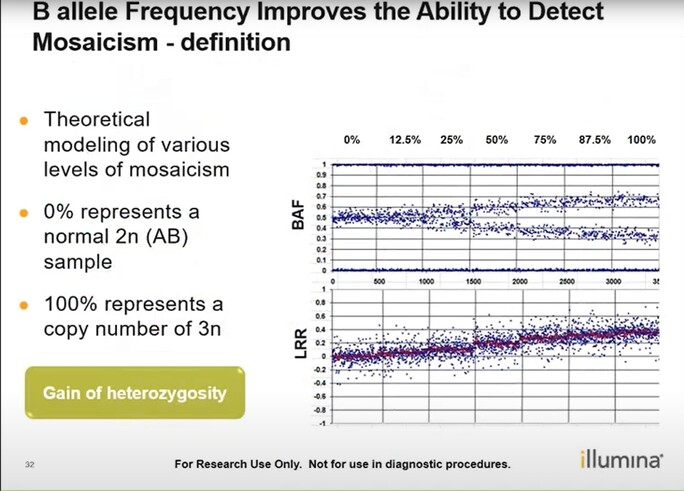 B allele Frequency Improves the Ability to Detect
Mosaicism - definition
Theoretical
modeling of various
levels of mosaicism
0% represents a
normal 2n (AB)
sample
100% represents a
copy number of 3n
Gain of heterozygosity
0% 12.5% 25% 50% 75% 87.5% 100%
BAF
1
0.9
0.8
0.7
0.6
0.5
0.4
0.3
0.2
0.1
0
0 500 1000 1500 2000 2500 3000 35
LRR
1
0.8
0.6
0.4
0.2
0
-0.2
-0.4
-0.6
-0.8
-1
32
For Research Use Only. Not for use in diagnostic procedures.
illumina